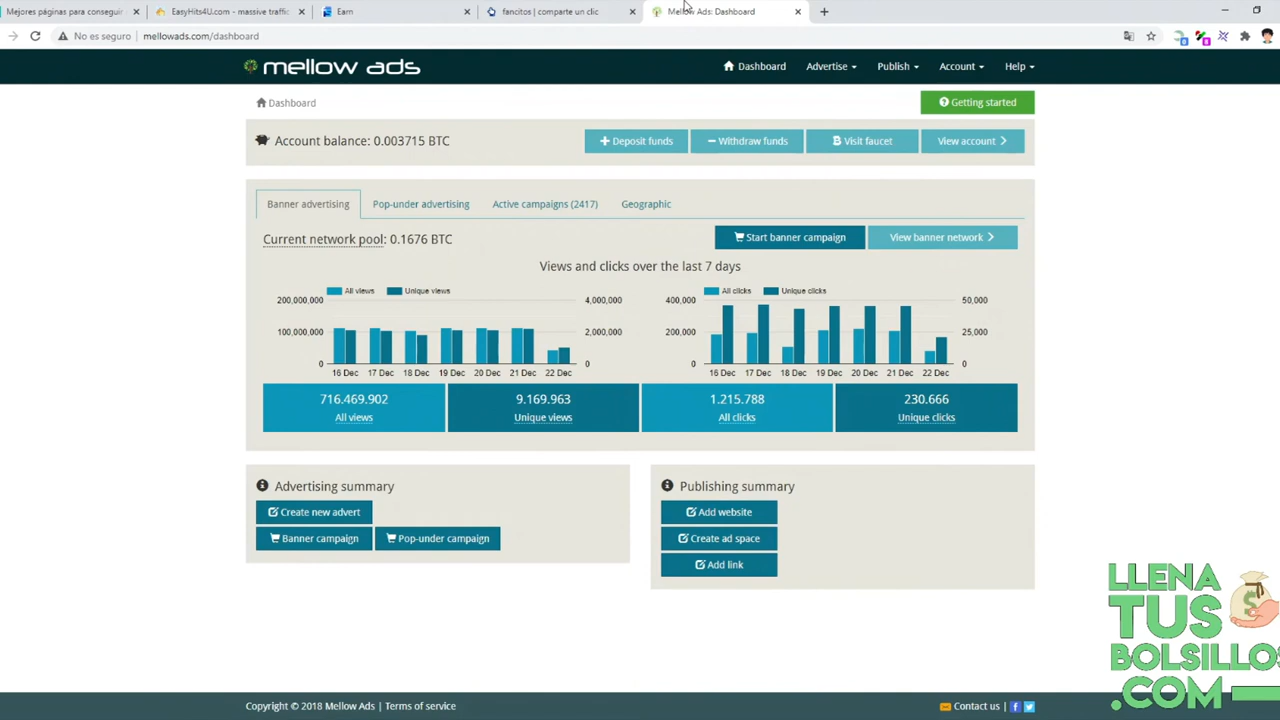 Mejores páginas para conseguir
EasyHits4U.com - massive traffic
Earn
fancitos | comparte un clic
Mellow Ads: Dashboard
No es seguro mellowads.com/dashboard
mellow ads
Dashboard Advertise Publish Account Help
Dashboard
Getting started
Account balance: 0.003715 BTC
Deposit funds
Withdraw funds
Visit faucet
View account
Banner advertising
Pop-under advertising
Active campaigns (2417)
Geographic
Current network pool: 0.1676 BTC
Start banner campaign
View banner network
Views and clicks over the last 7 days
All views Unique views
200,000,000
100,000,000
0
4,000,000
2,000,000
0
16 Dec 17 Dec 18 Dec 19 Dec 20 Dec 21 Dec 22 Dec
All clicks Unique clicks
400,000
200,000
0
50,000
25,000
0
16 Dec 17 Dec 18 Dec 19 Dec 20 Dec 21 Dec 22 Dec
716.469.902
All views
9.169.963
Unique views
1.215.788
All clicks
230.666
Unique clicks
Advertising summary
Create new advert
Banner campaign
Pop-under campaign
Publishing summary
Add website
Create ad space
Add link
LLENA
TUS
BOLSILLOS
.COM
Copyright © 2018 Mellow Ads | Terms of service
Contact us |